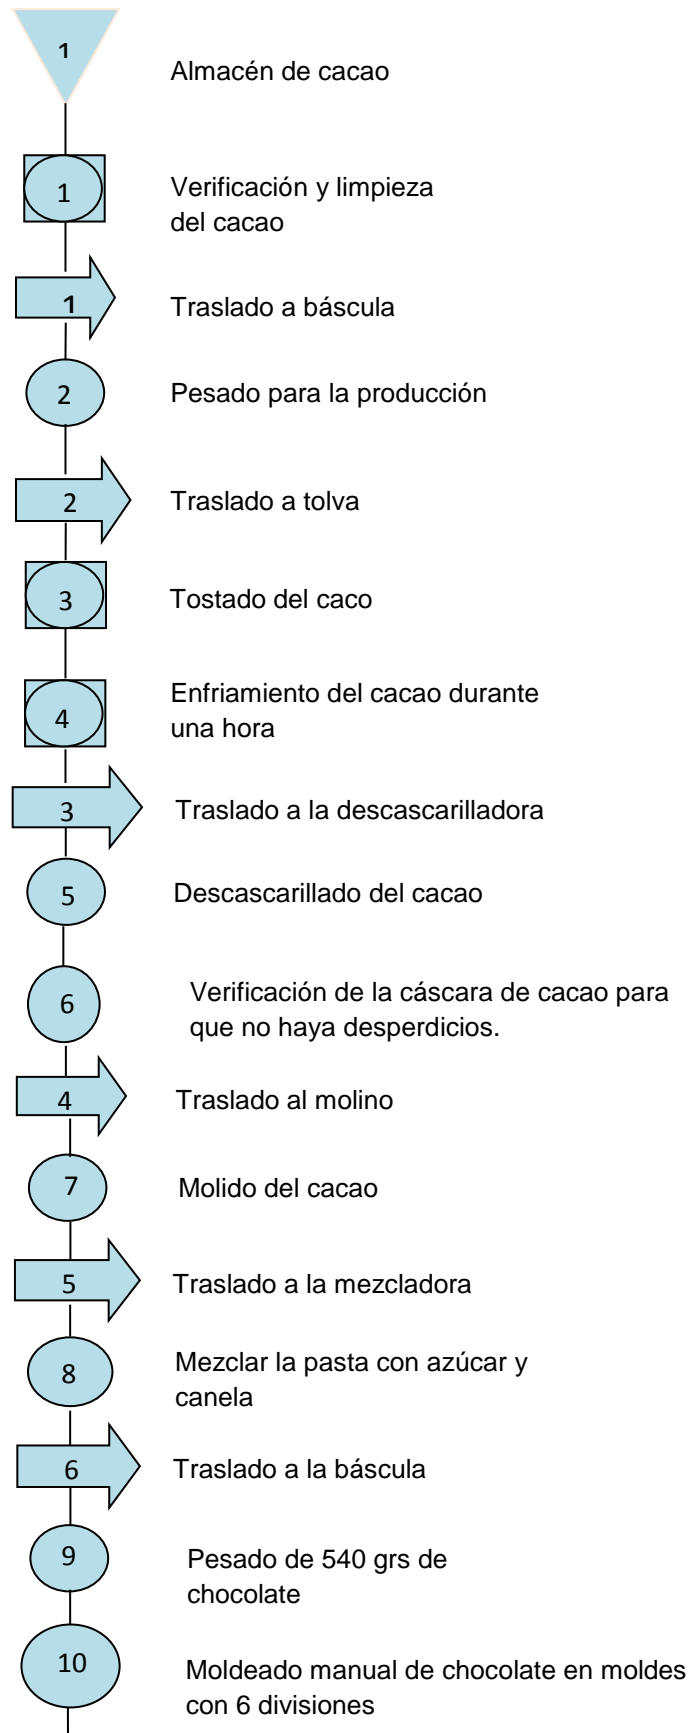 1
Almacén de cacao
1
Verificación y limpieza
del cacao
1
Traslado a báscula
2
Pesado para la producción
2
Traslado a tolva
3
Tostado del caco
4
Enfriamiento del cacao durante
una hora
3
Traslado a la descascarilladora
5
Descascarillado del cacao
6
Verificación de la cáscara de cacao para
que no haya desperdicios.
4
Traslado al molino
7
Molido del cacao
5
Traslado a la mezcladora
8
Mezclar la pasta con azúcar y
canela
6
Traslado a la báscula
9
Pesado de 540 grs de
chocolate
10
Moldeado manual de chocolate en moldes
con 6 divisiones